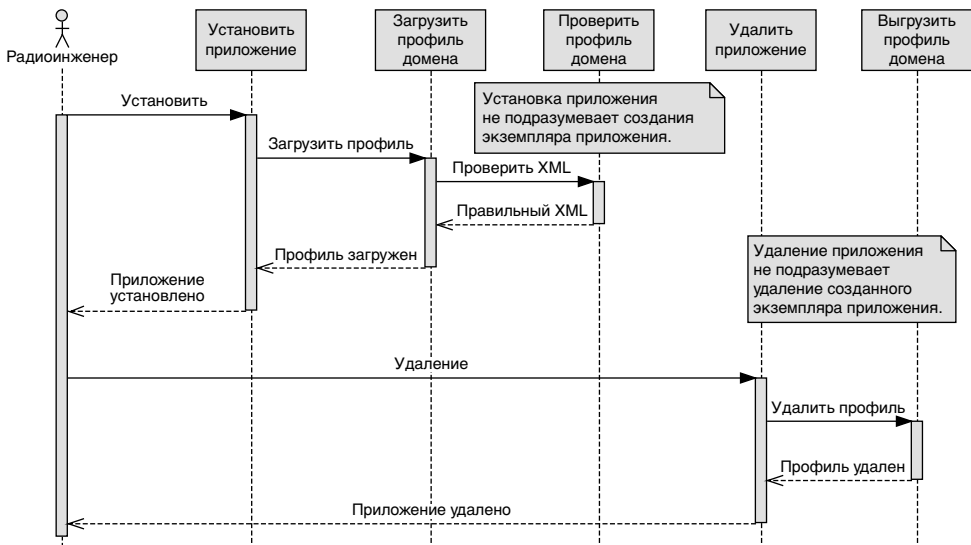 Радиоинженер
Установить
приложение
Загрузить
профиль
домена
Проверить
профиль
домена
Удалить
приложение
Выгрузить
профиль
домена
Установить
Установка приложения
не подразумевает создания
экземпляра приложения.
Загрузить профиль
Проверить XML
Правильный XML
Профиль загружен
Приложение
установлено
Удаление приложения
не подразумевает
удаление созданного
экземпляра приложения.
Удаление
Удалить профиль
Профиль удален
Приложение удалено